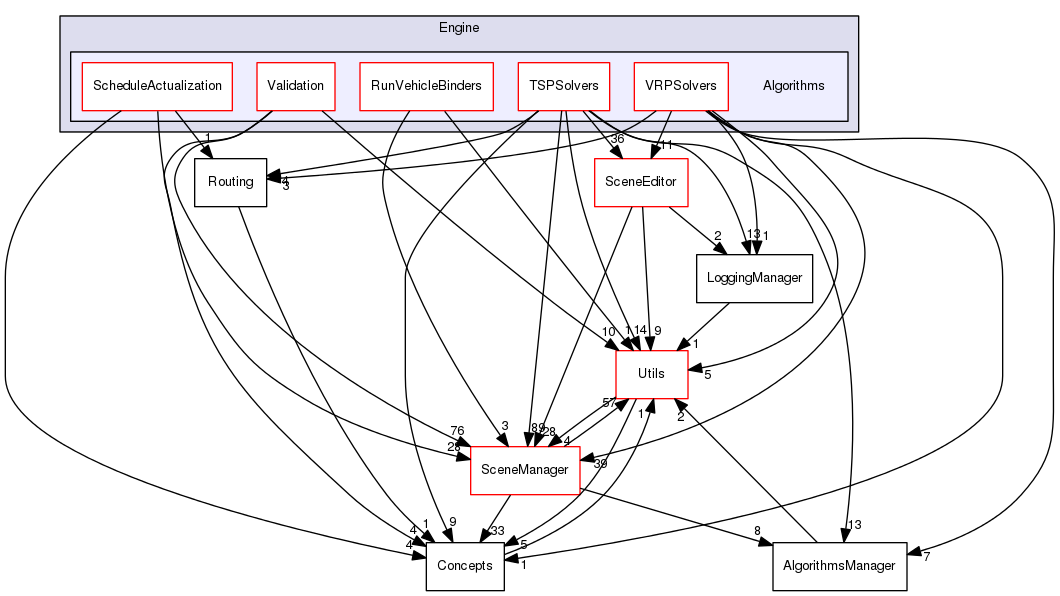 Engine
ScheduleActualization
Validation
RunVehicleBinders
TSPSolvers
VRPSolvers
Algorithms
1
36
11
Routing
4
3
SceneEditor
2
13
1
LoggingManager
10
1
14
9
1
Utils
5
57
1
2
76
28
3
89
28
4
39
SceneManager
4
4
1
9
33
5
1
8
13
7
Concepts
AlgorithmsManager